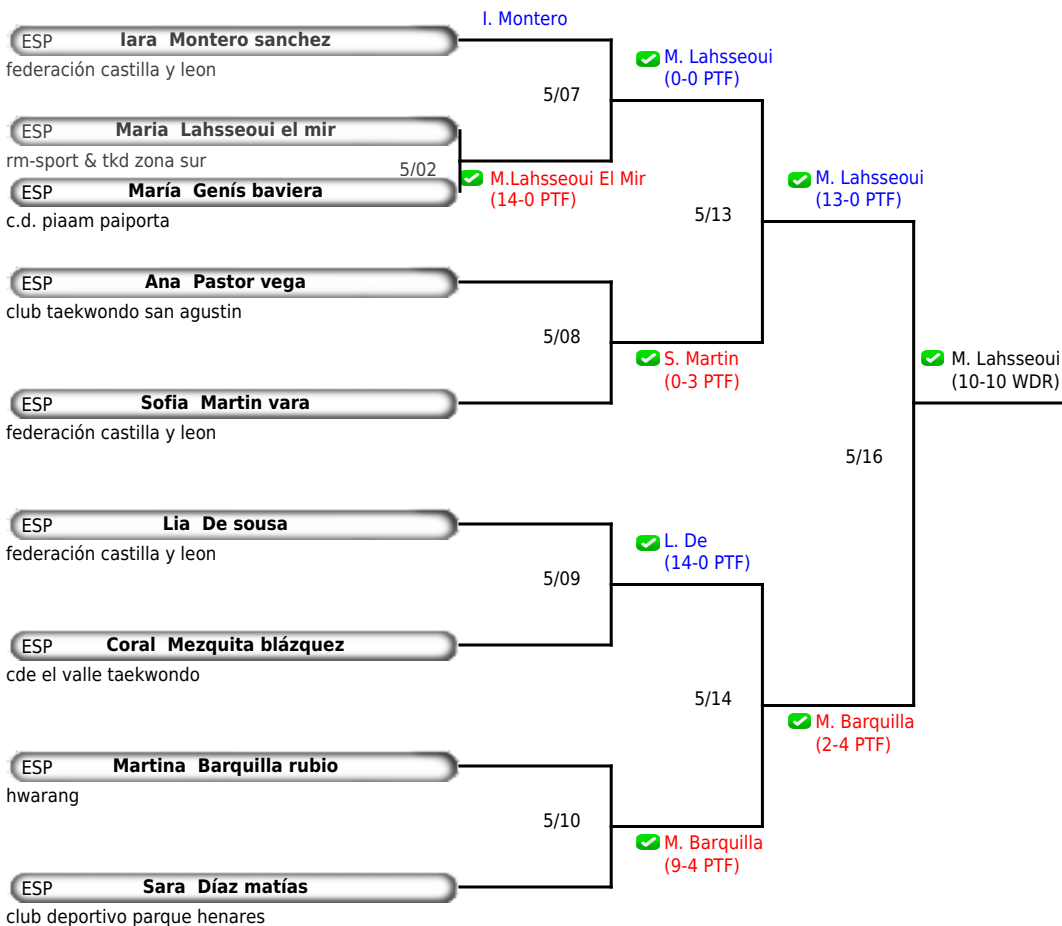 I. Montero
ESP Iara Montero sanchez
federación castilla y leon
M. Lahsseoui
(0-0 PTF)
5/07
ESP Maria Lahsseoui el mir
rm-sport & tkd zona sur
5/02
M.Lahsseoui El Mir
(14-0 PTF)
ESP María Genís baviera
c.d. piaam paiporta
M. Lahsseoui
(13-0 PTF)
5/13
ESP Ana Pastor vega
club taekwondo san agustin
5/08
S. Martin
(0-3 PTF)
ESP Sofia Martin vara
federación castilla y leon
M. Lahsseoui
(10-10 WDR)
5/16
ESP Lia De sousa
federación castilla y leon
L. De
(14-0 PTF)
5/09
ESP Coral Mezquita blázquez
cde el valle taekwondo
5/14
M. Barquilla
(2-4 PTF)
ESP Martina Barquilla rubio
hwarang
5/10
M. Barquilla
(9-4 PTF)
ESP Sara Díaz matías
club deportivo parque henares